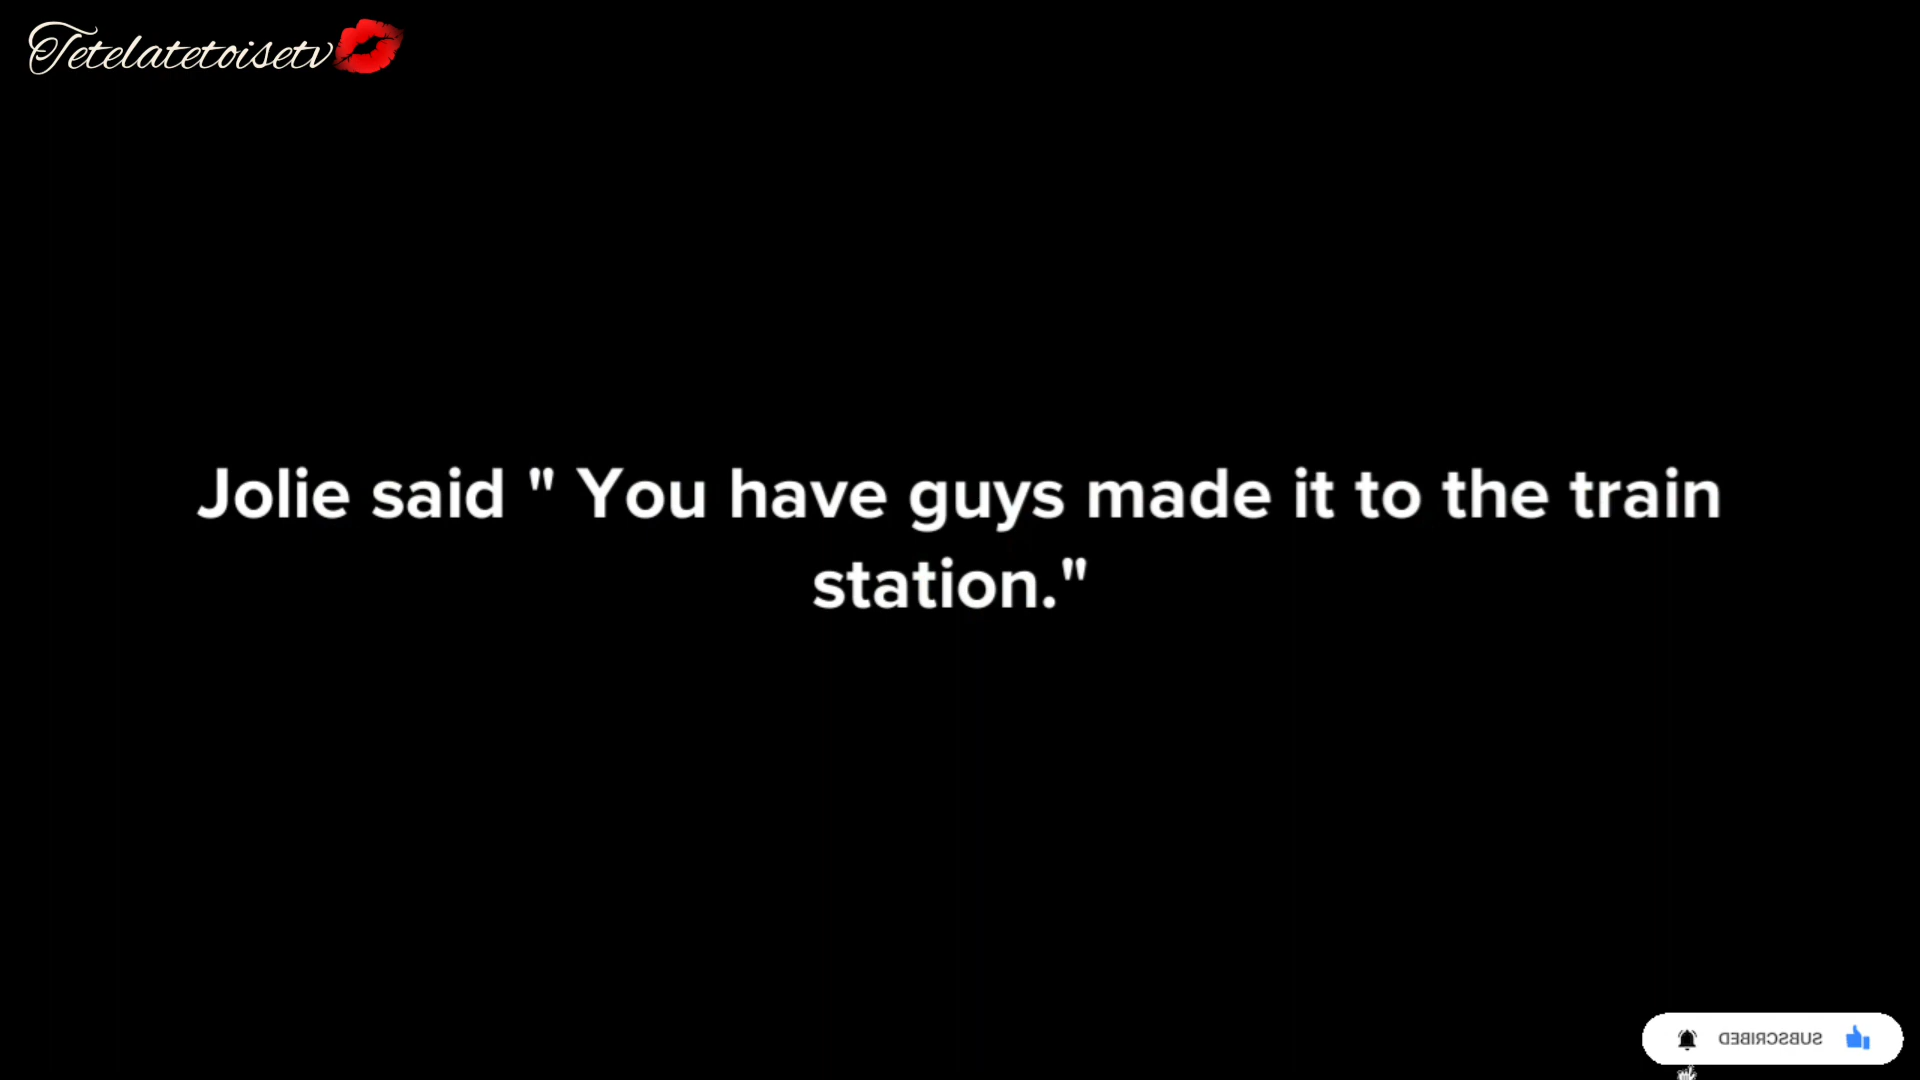 Tetelatetoisetv
Jolie said " You have guys made it to the train
station."
SUBSCRIBED